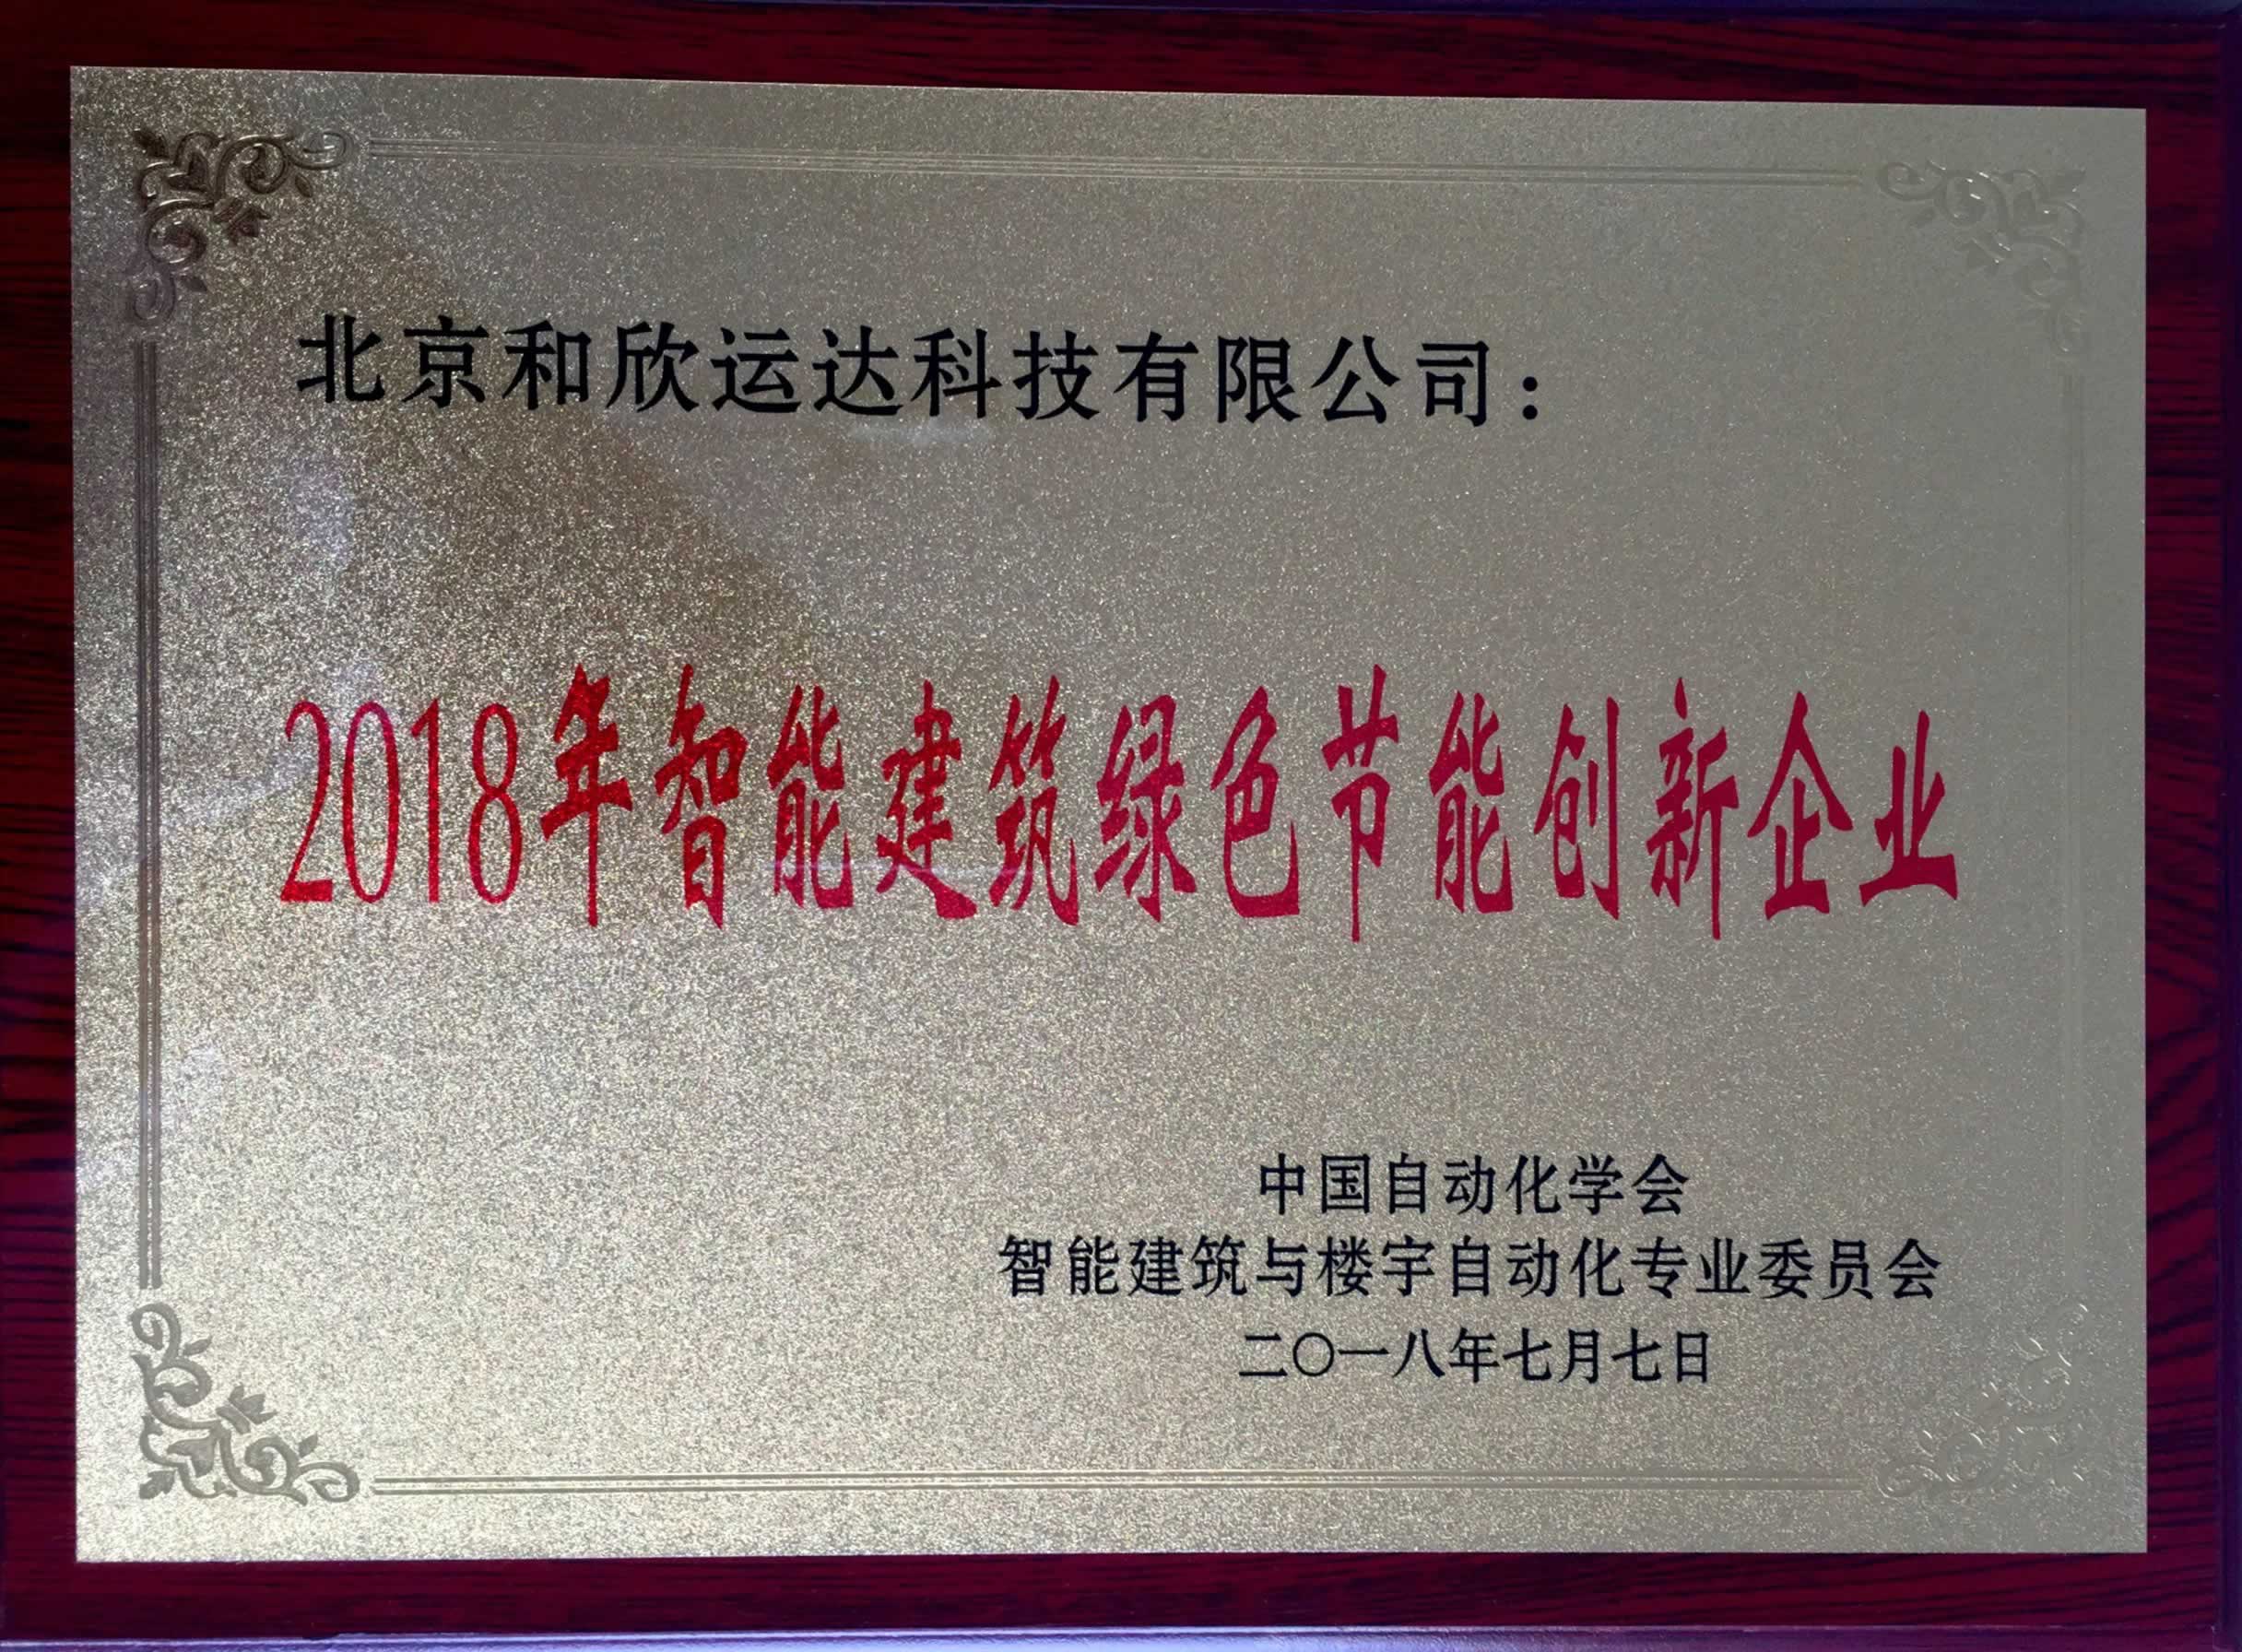 北京和欣运达科技有限公司：
2018年智能建筑绿色节能创新企业
中国自动化学会
智能建筑与楼宇自动化专业委员会
二〇一八年七月七日